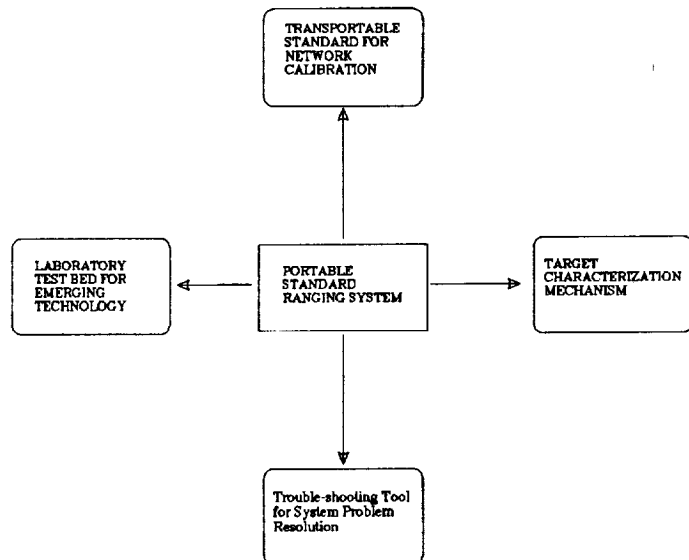 TRANSPORTABLE
STANDARD FOR
NETWORK
CALIBRATION
LABORATORY
TEST BED FOR
EMERGING
TECHNOLOGY
PORTABLE
STANDARD
RANGING SYSTEM
TARGET
CHARACTERIZATION
MECHANISM
Trouble-shooting Tool
for System Problem
Resolution